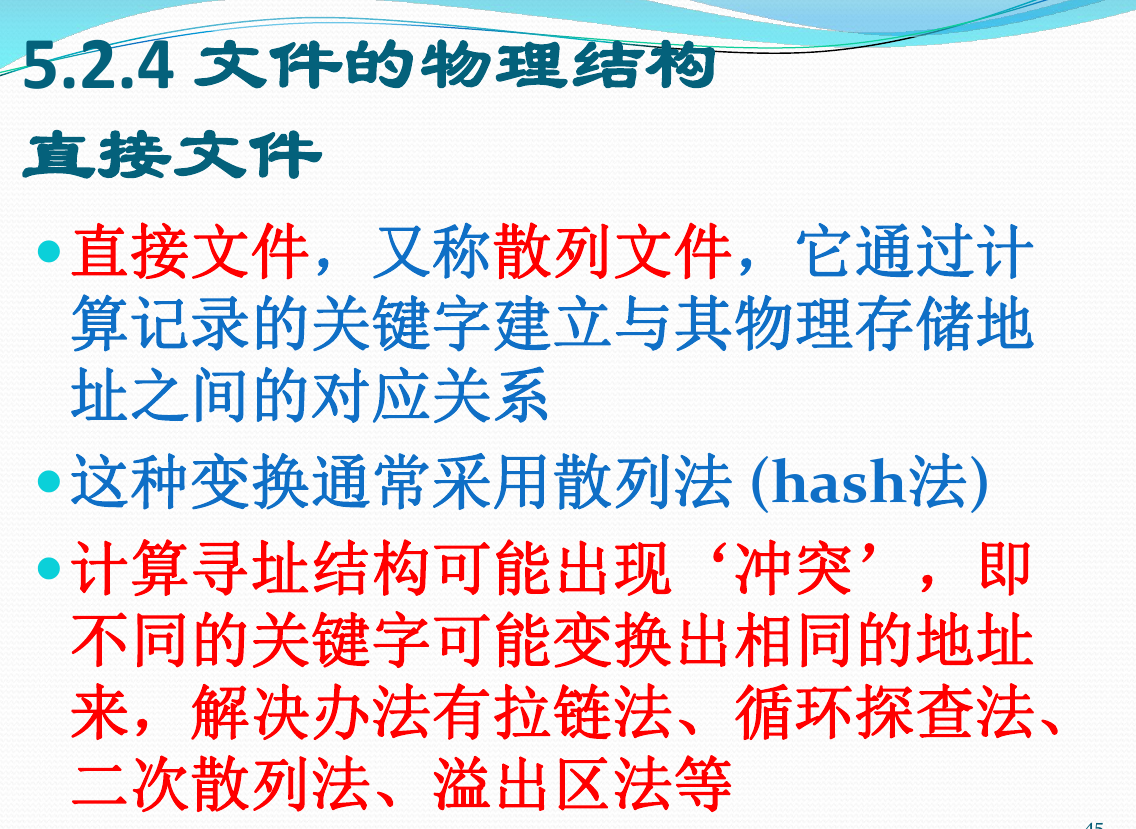 5.2.4 文件的物理结构
直接文件
•直接文件，又称散列文件，它通过计
算记录的关键字建立与其物理存储地
址之间的对应关系
•这种变换通常采用散列法 (hash法)
•计算寻址结构可能出现‘冲突’，即
不同的关键字可能变换出相同的地址
来，解决办法有拉链法、循环探查法、
二次散列法、溢出区法等
45